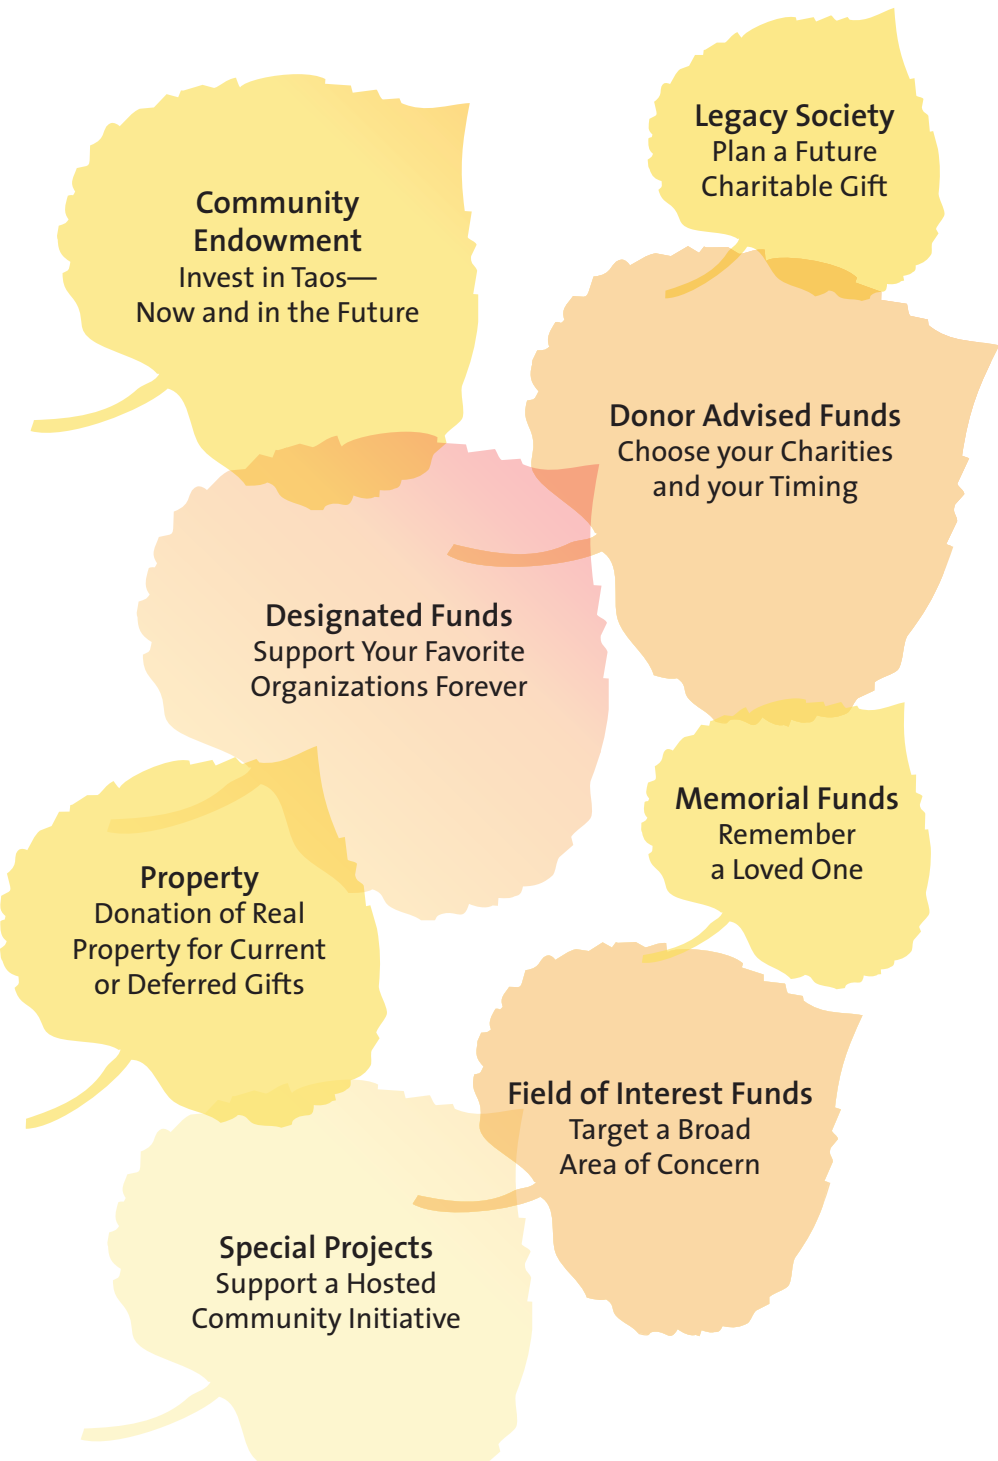 Legacy Society
Plan a Future
Charitable Gift
Community
Endowment
Invest in Taos—
Now and in the Future
Donor Advised Funds
Choose your Charities
and your Timing
Designated Funds
Support Your Favorite
Organizations Forever
Memorial Funds
Remember
a Loved One
Property
Donation of Real
Property for Current
or Deferred Gifts
Field of Interest Funds
Target a Broad
Area of Concern
Special Projects
Support a Hosted
Community Initiative